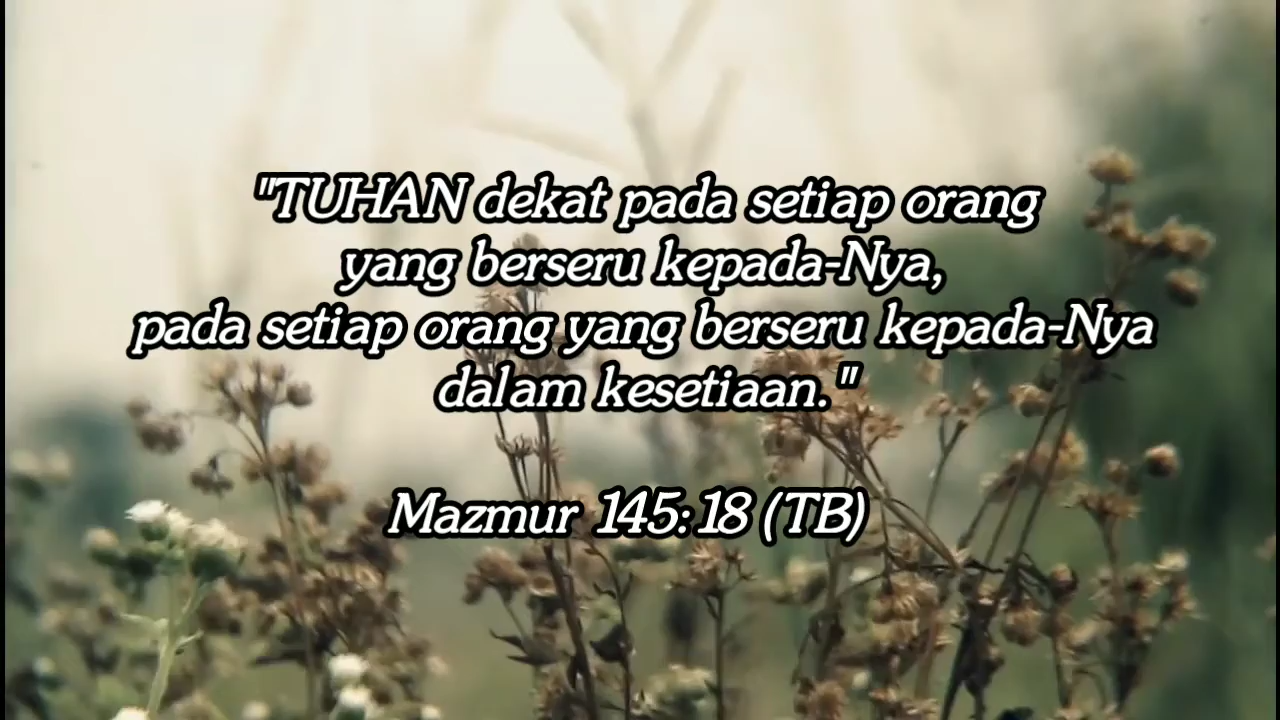 "TUHAN dekat pada setiap orang
yang berseru kepada-Nya,
pada setiap orang yang berseru kepada-Nya
dalam kesetiaan."
Mazmur 145:18 (TB)